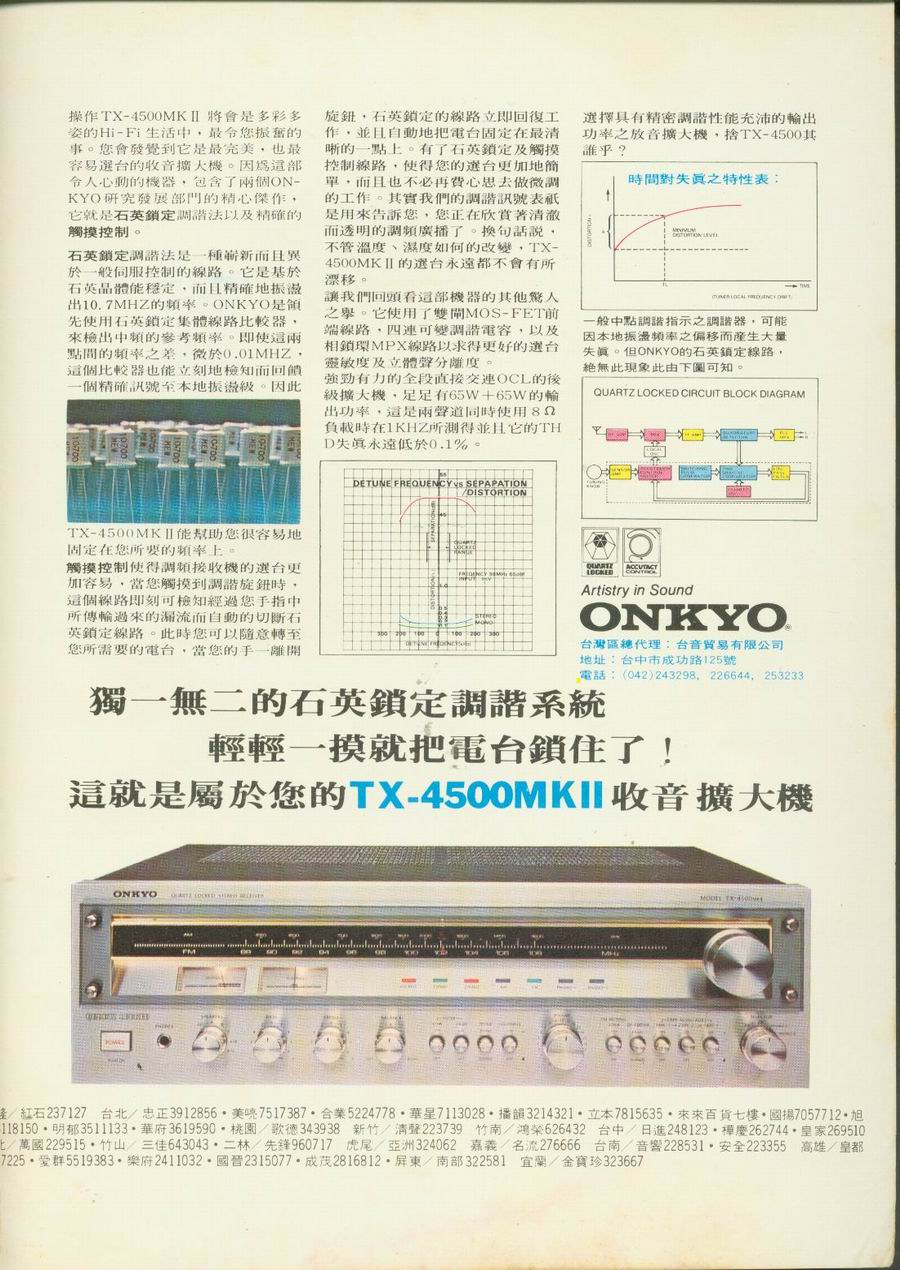 操作TX-4500MKⅡ 將會是多彩多
姿的Hi-Fi 生活中，最令您振奮的
事。您會發覺到它是最完美，也最
容易選台的收音擴大機。因爲這部
令人心動的機器，包含了兩個ON-
KYO 研究發展部門的精心傑作，
它就是石英鎖定調諧法以及精確的
觸摸控制。
石英鎖定調諧法是一種嶄新而且異
於一般伺服控制的線路。它是基於
石英晶體能穩定，而且精確地振盪
出10.7MHZ的頻率。ONKYO是領
先使用石英鎖定集體線路比較器，
來檢出中頻的參考頻率。即使這兩
點間的頻率之差，微於0.01MHZ，
這個比較器也能立刻地檢知而回饋
一個精確訊號至本地振盪級。因此
TX-4500MKⅡ能幫助您很容易地
固定在您所要的頻率上。
觸摸控制使得調頻接收機的選台更
加容易，當您觸摸到調諧旋鈕時，
這個線路即刻可檢知經過您手指中
所傳輸過來的漏流而自動的切斷石
英鎖定線路。此時您可以隨意轉至
您所需要的電台，當您的手一離開
旋鈕，石英鎖定的線路立即回復工
作，並且自動地把電台固定在最清
晰的一點上。有了石英鎖定及觸摸
控制線路，使得您的選台更加地簡
單，而且也不必再費心思去做微調
的工作。其實我們的調諧訊號表祇
是用來告訴您，您正在欣賞著清澈
而透明的調頻廣播了。換句話說，
不管溫度、濕度如何的改變，TX-
4500MKⅡ的選台永遠都不會有所
漂移。
讓我們回頭看這部機器的其他驚人
之舉。它使用了雙閘MOS-FET前
端線路，四連可變調諧電容，以及
相鎖環MPX線路以求得更好的選台
靈敏度及立體聲分離度。
強勁有力的全段直接交連OCL的後
級擴大機，足足有65W＋65W的輸
出功率，這是兩聲道同時使用 8 Ω
負載時在1KHZ所測得並且它的TH
D失眞永遠低於0.1%。
DETUNE FREQUENCY vs SEPAPATION
/DISTORTION
SEPARATION(dB)
QUARTZ
LOCKED
RANGE
DISTORTION(%)
STEREO
MONO
300 200 100 0 100 200 300
DETUNE FREQUENCY(kHz)
選擇具有精密調諧性能充沛的輸出
功率之放音擴大機，捨TX-4500其
誰乎？
時間對失眞之特性表：
DISTORTION
MINIMUM
DISTORTION LEVEL
TIME
(TUNER LOCAL FREQUENCY DRIFT)
一般中點調諧指示之調諧器，可能
因本地振盪頻率之偏移而產生大量
失眞。但ONKYO的石英鎖定線路，
絶無此現象此由下圖可知。
QUARTZ LOCKED CIRCUIT BLOCK DIAGRAM
LOCAL
OSC
TUNING
KNOB
QUARTZ
LOCKED
ACCUTACT
CONTROL
Artistry in Sound
ONKYO®
台灣區總代理：台音貿易有限公司
地址：台中市成功路125號
電話：(042)243298, 226644, 253233
獨一無二的石英鎖定調諧系統
輕輕一摸就把電台鎖住了！
這就是屬於您的TX-4500MKII收音擴大機
ONKYO QUARTZ LOCKED STEREO RECEIVER MODEL TX-4500MKII
AM
FM 88 90 92 94 96 98 100 102 104 106 108 MHz
QUARTZ LOCKED
POWER
PHONES
SPEAKERS
BASS
TREBLE
BALANCE
VOLUME
SELECTOR
／紅石237127 台北／忠正3912856・美曉7517387・合業5224778・華星7113028・播韻3214321・立本7815635・來來百貨七樓・國揚7057712・旭
118150・明郁3511133・華府3619590・桃園／歌德343938 新竹／清聲223739 竹南／鴻榮626432 台中／日進248123・樺慶262744・皇家269510
／萬國229515・竹山／三佳643043・二林／先鋒960717 虎尾／亞洲324062 嘉義／名流276666 台南／音響228531・安全223355 高雄／皇都
7225・愛群5519383・樂府2411032・國晉2315077・成茂2816812・屏東／南部322581 宜蘭／金寶珍323667